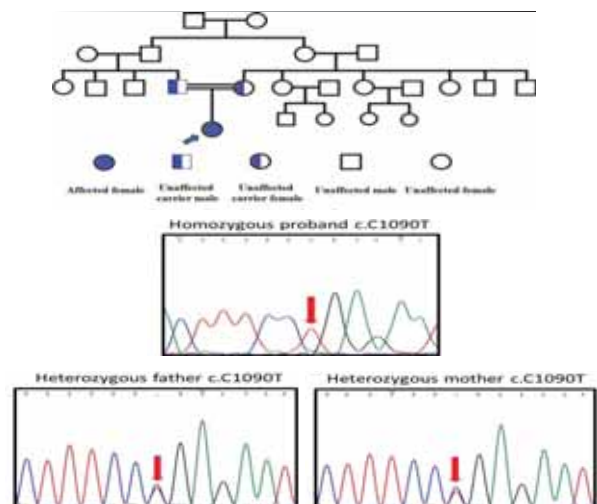 Affected female
Unaffected carrier male
Unaffected carrier female
Unaffected male
Unaffected female
Homozygous proband c.C1090T
Heterozygous father c.C1090T
Heterozygous mother c.C1090T